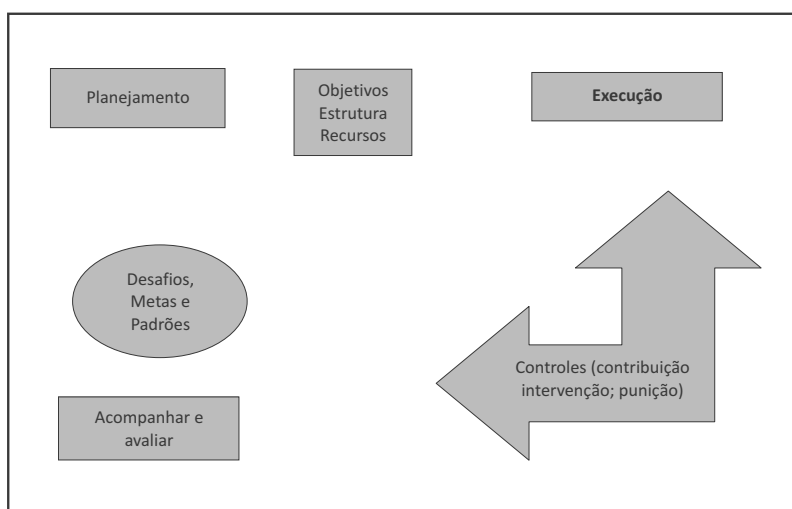 Planejamento
Objetivos
Estrutura
Recursos
Execução
Desafios,
Metas e
Padrões
Controles (contribuição
intervenção; punição)
Acompanhar e
avaliar